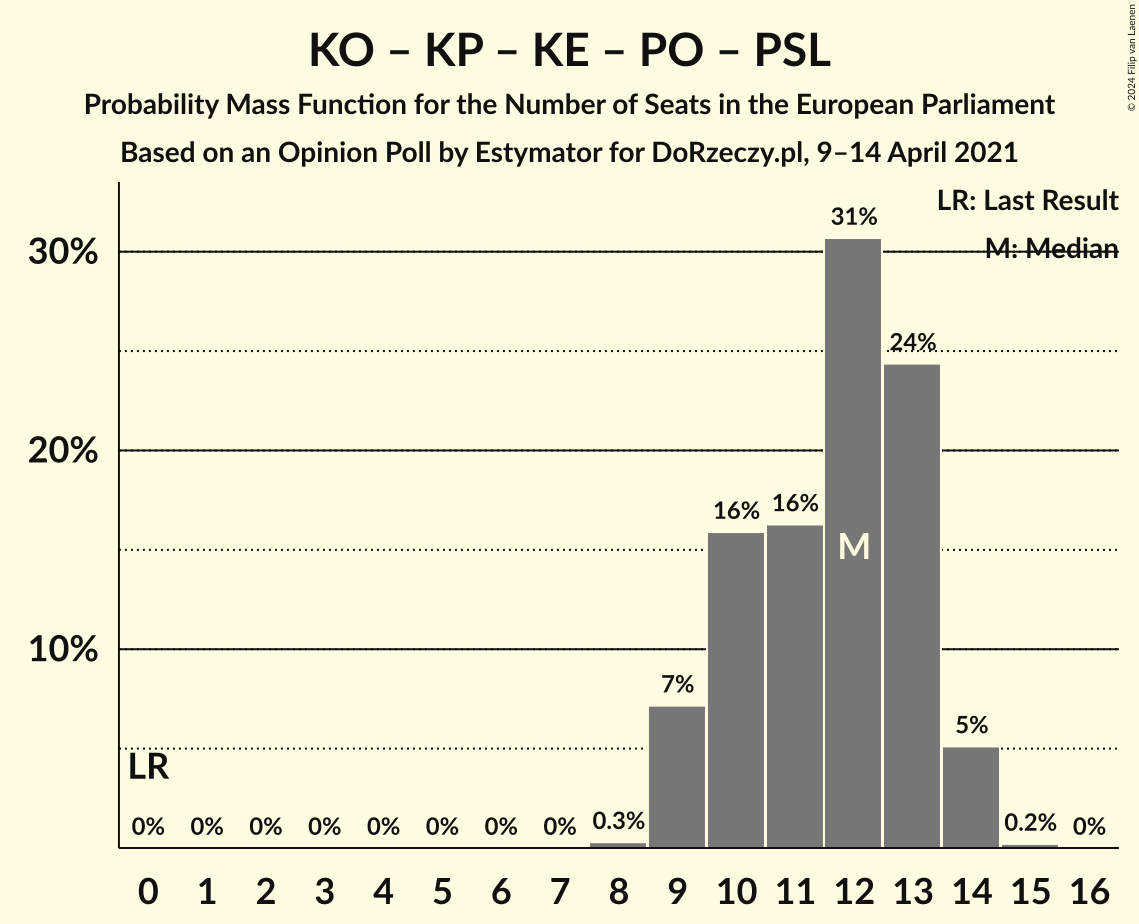 KO – KP – KE – PO – PSL
Probability Mass Function for the Number of Seats in the European Parliament
Based on an Opinion Poll by Estymator for DoRzeczy.pl, 9–14 April 2021
© 2024 Filip van Laenen
LR: Last Result
M: Median
30%
20%
10%
31%
24%
16%
16%
M
7%
5%
LR
0%
0%
0%
0%
0%
0%
0%
0%
0.3%
0.2%
0%
0 1 2 3 4 5 6 7 8 9 10 11 12 13 14 15 16